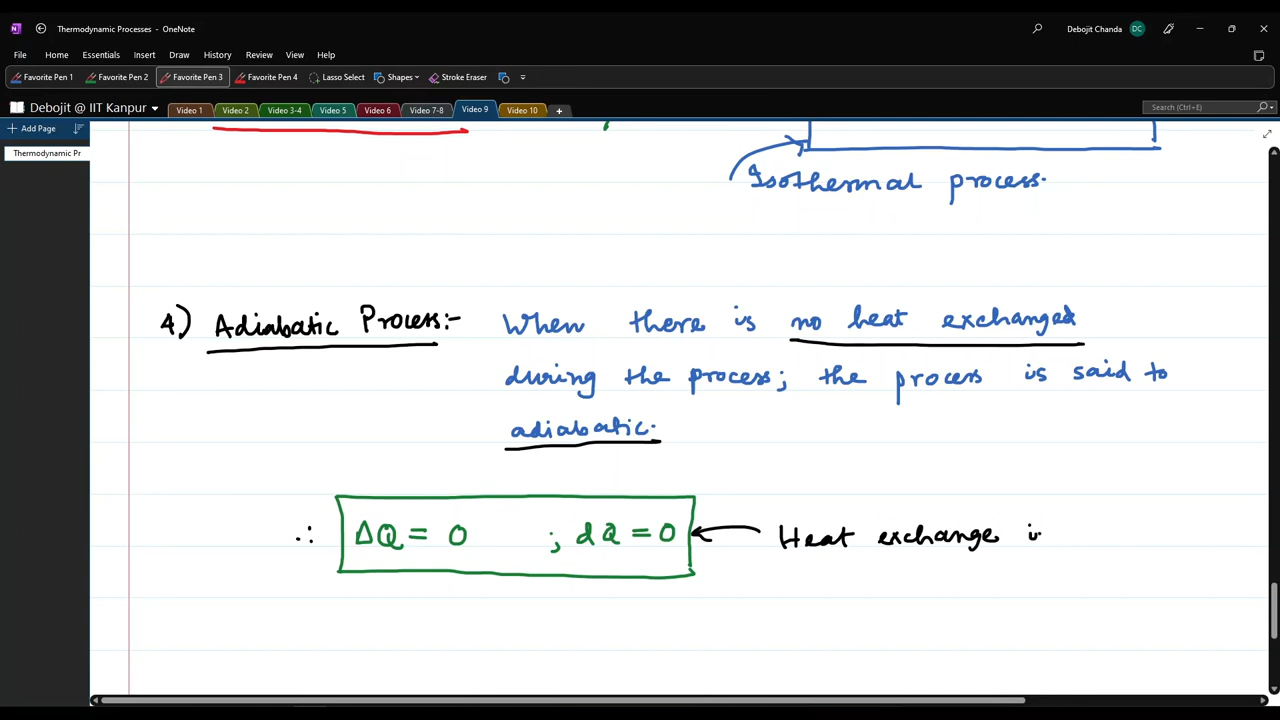 Thermodynamic Processes - OneNote
Debojit Chanda DC
File Home Essentials Insert Draw History Review View Help
Favorite Pen 1 Favorite Pen 2 Favorite Pen 3 Favorite Pen 4 Lasso Select Shapes Stroke Eraser
Debojit @ IIT Kanpur Video 1 Video 2 Video 3-4 Video 5 Video 6 Video 7-8 Video 9 Video 10 Search (Ctrl+E)
Add Page
Thermodynamic Pr
Isothermal process.
4.) Adiabatic Process:- When there is no heat exchanged
during the process; the process is said to
adiabatic.
∴ ΔQ = 0 ; dQ = 0 ← Heat exchange i